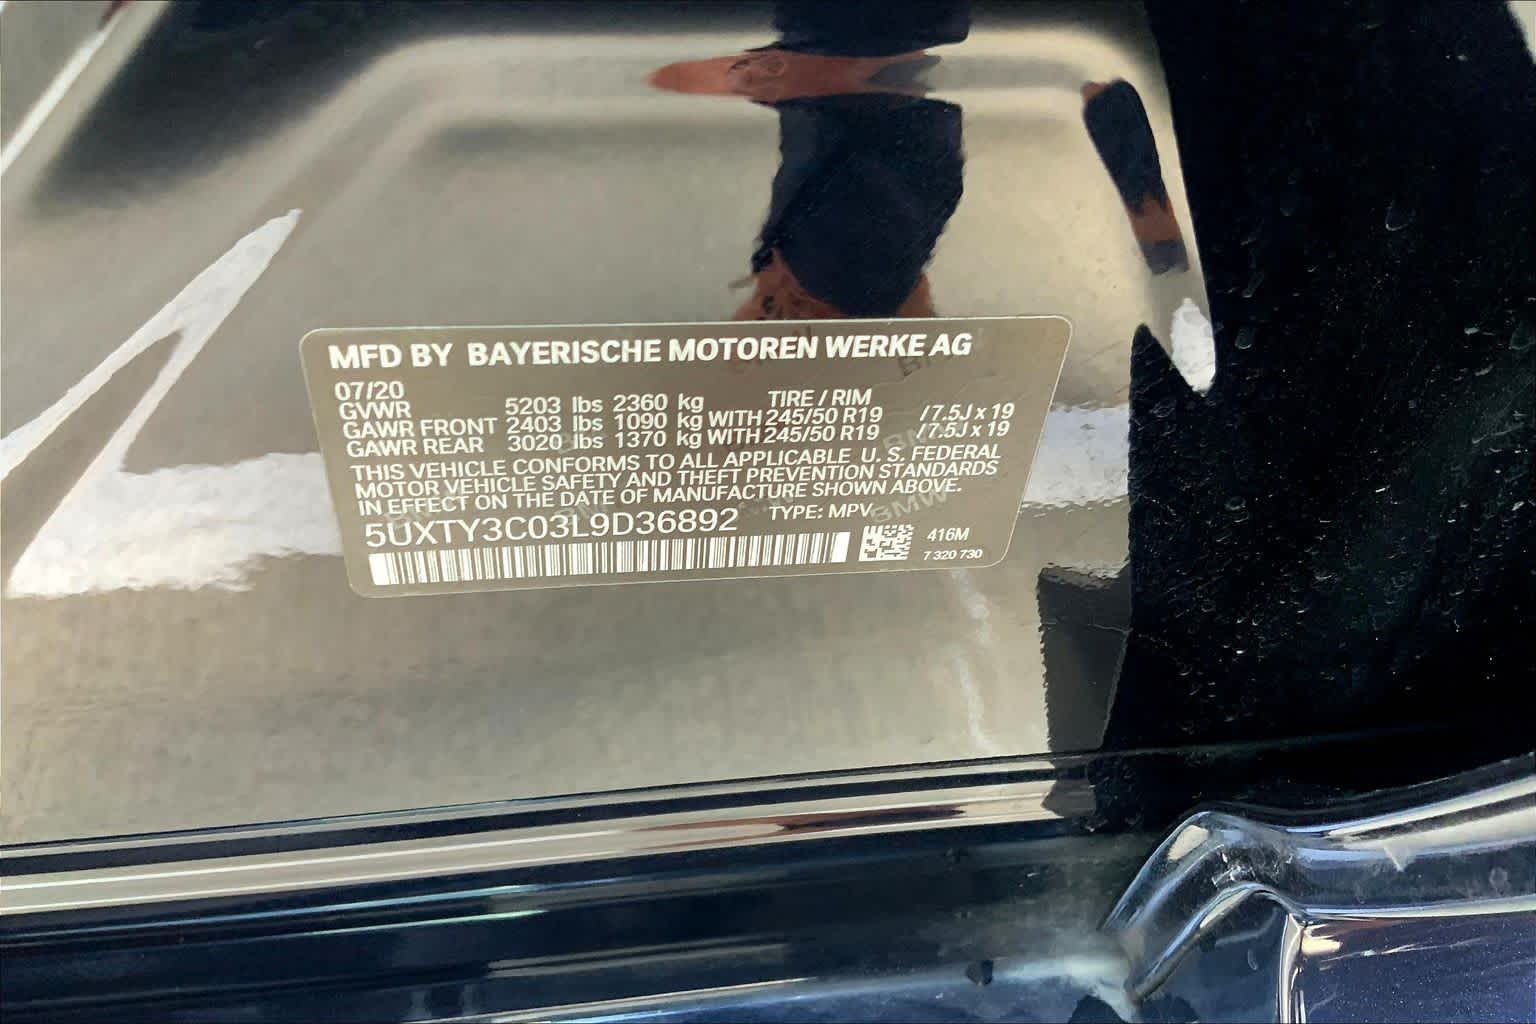 MFD BY BAYERISCHE MOTOREN WERKE AG
07/20
TIRE / RIM
GVWR 5203 lbs 2360 kg
GAWR FRONT 2403 lbs 1090 kg WITH 245/50 R19 / 7.5J x 19
GAWR REAR 3020 lbs 1370 kg WITH 245/50 R19 / 7.5J x 19
THIS VEHICLE CONFORMS TO ALL APPLICABLE U. S. FEDERAL
MOTOR VEHICLE SAFETY AND THEFT PREVENTION STANDARDS
IN EFFECT ON THE DATE OF MANUFACTURE SHOWN ABOVE.
5UXTY3C03L9D36892 TYPE: MPV
BMW
416M
7 320 730